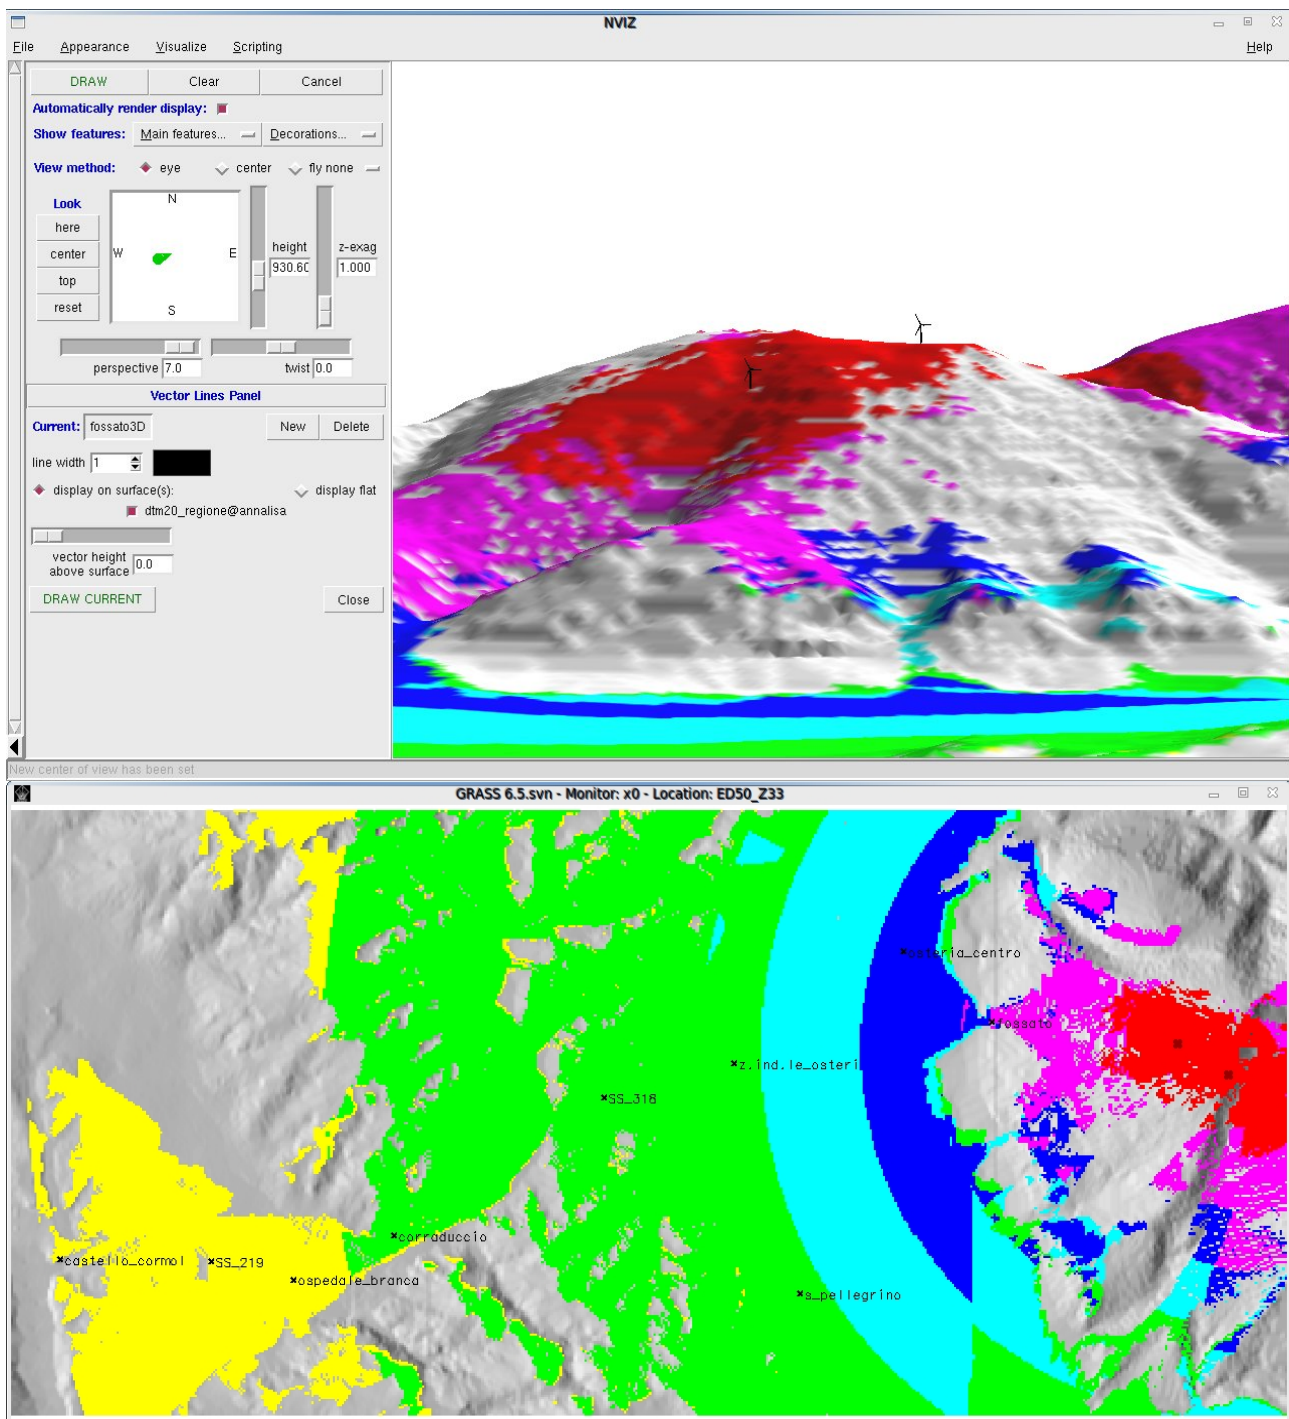 NVIZ
File Appearance Visualize Scripting Help
DRAW Clear Cancel
Automatically render display:
Show features: Main features... Decorations...
View method: eye center fly none
Look
N
here
W E
center
height z-exag
930.60 1.000
top
reset
S
perspective 7.0 twist 0.0
Vector Lines Panel
Current: fossato3D New Delete
line width 1
display on surface(s): display flat
dtm20_regione@annalisa
vector height
above surface 0.0
DRAW CURRENT Close
New center of view has been set
GRASS 6.5.svn - Monitor: x0 - Location: ED50_Z33
osteria_centro
fossato
z.ind.le_osteri
SS_318
corraduccio
castello_cormol
SS_219
ospedale_branca
s_pellegrino